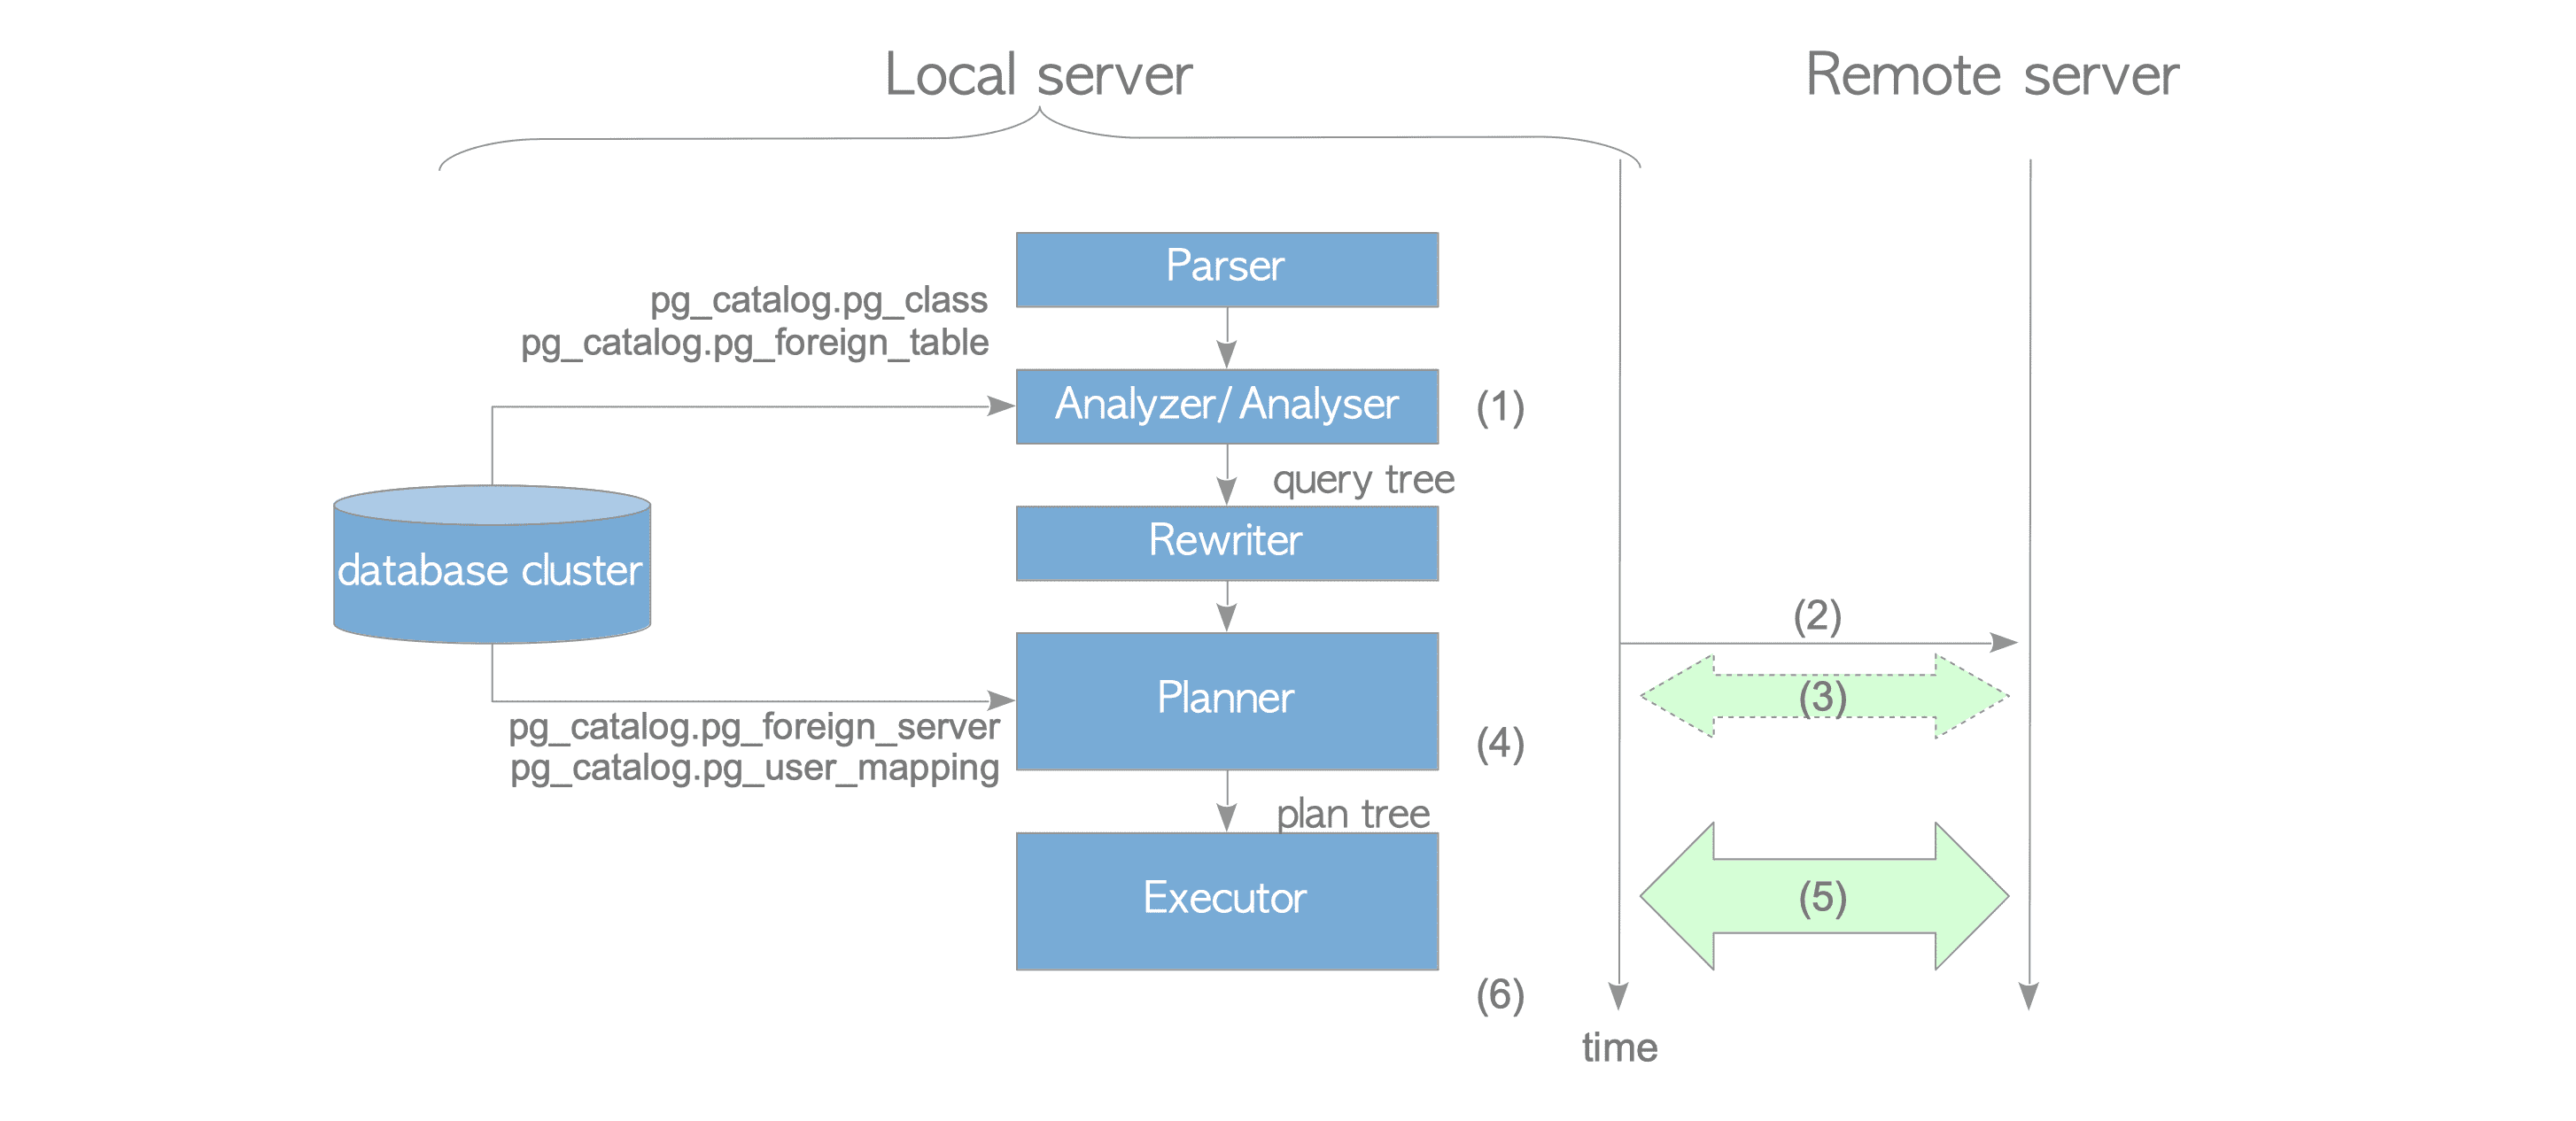 Local server
Remote server
Parser
pg_catalog.pg_class
pg_catalog.pg_foreign_table
Analyzer/Analyser
(1)
query tree
Rewriter
database cluster
(2)
(3)
Planner
pg_catalog.pg_foreign_server
pg_catalog.pg_user_mapping
(4)
plan tree
Executor
(5)
(6)
time